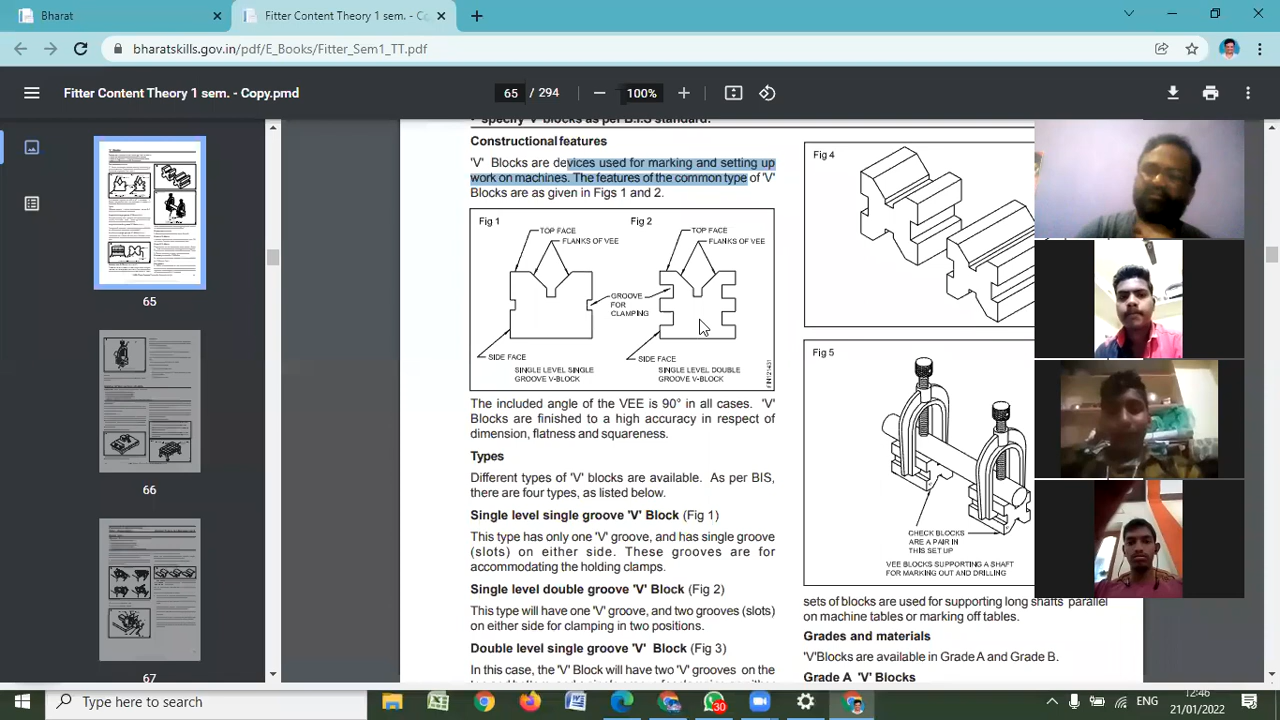 Bharat
Fitter Content Theory 1 sem. - C
bharatskills.gov.in/pdf/E_Books/Fitter_Sem1_TT.pdf
Fitter Content Theory 1 sem. - Copy.pmd
65 / 294
100%
65
66
67
specify 'V' blocks as per B.I.S standard.
Constructional features
'V' Blocks are devices used for marking and setting up
work on machines. The features of the common type of 'V'
Blocks are as given in Figs 1 and 2.
Fig 1
Fig 2
TOP FACE
TOP FACE
FLANKS OF VEE
FLANKS OF VEE
GROOVE
FOR
CLAMPING
SIDE FACE
SIDE FACE
SINGLE LEVEL SINGLE
GROOVE V-BLOCK
SINGLE LEVEL DOUBLE
GROOVE V-BLOCK
The included angle of the VEE is 90° in all cases. 'V'
Blocks are finished to a high accuracy in respect of
dimension, flatness and squareness.
Types
Different types of 'V' blocks are available. As per BIS,
there are four types, as listed below.
Single level single groove 'V' Block (Fig 1)
This type has only one 'V' groove, and has single groove
(slots) on either side. These grooves are for
accommodating the holding clamps.
Single level double groove 'V' Block (Fig 2)
This type will have one 'V' groove, and two grooves (slots)
on either side for clamping in two positions.
Double level single groove 'V' Block (Fig 3)
In this case, the 'V' Block will have two 'V' grooves on the
Fig 4
Fig 5
CHECK BLOCKS
ARE A PAIR IN
THIS SET UP
VEE BLOCKS SUPPORTING A SHAFT
FOR MARKING OUT AND DRILLING
sets of blocks are used for supporting long shafts parallel
on machine tables or marking off tables.
Grades and materials
'V'Blocks are available in Grade A and Grade B.
Grade A 'V' Blocks
Type here to search
30
ENG
12:46
21/01/2022